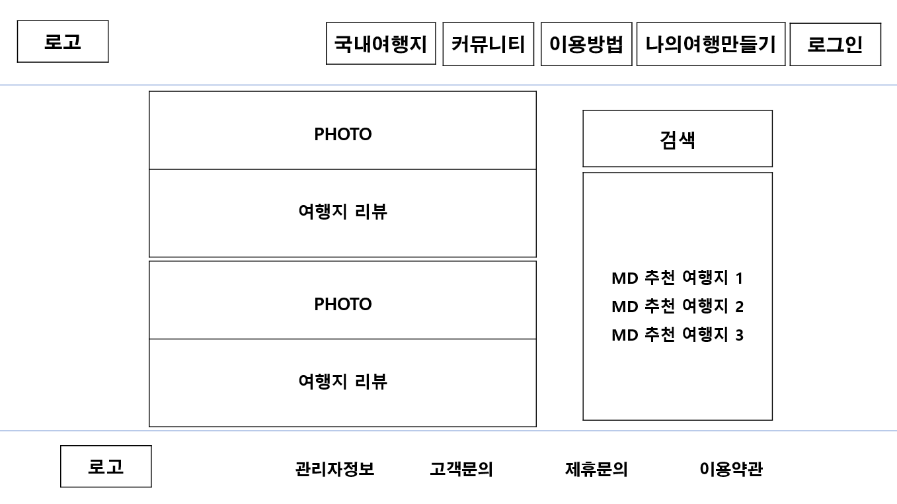 로고
국내여행지
커뮤니티
이용방법
나의여행만들기
로그인
PHOTO
여행지 리뷰
PHOTO
여행지 리뷰
검색
MD 추천 여행지 1
MD 추천 여행지 2
MD 추천 여행지 3
로고
관리자정보
고객문의
제휴문의
이용약관